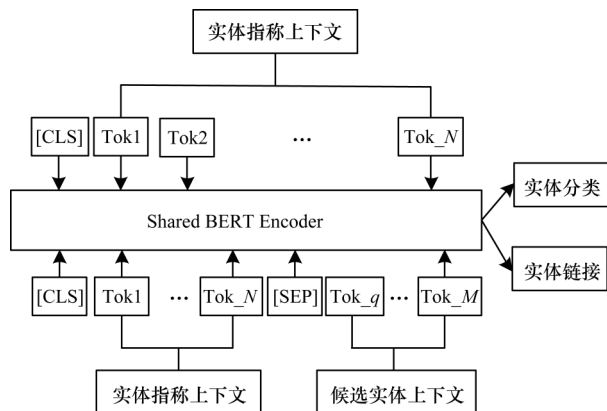 实体指称上下文
[CLS] Tok1 Tok2 … Tok_N
实体分类
Shared BERT Encoder
实体链接
[CLS] Tok1 … Tok_N [SEP] Tok_q … Tok_M
实体指称上下文 候选实体上下文